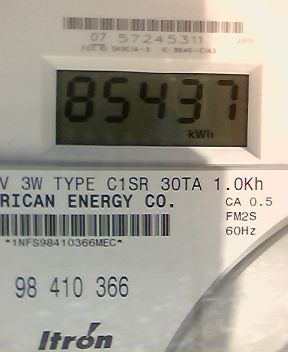 07 57245311
85437
kWh
V 3W TYPE C1SR 30TA 1.0Kh
RICAN ENERGY CO.
CA 0.5
FM2S
60Hz
*1NFS98410366MEC*
98 410 366
Itrón